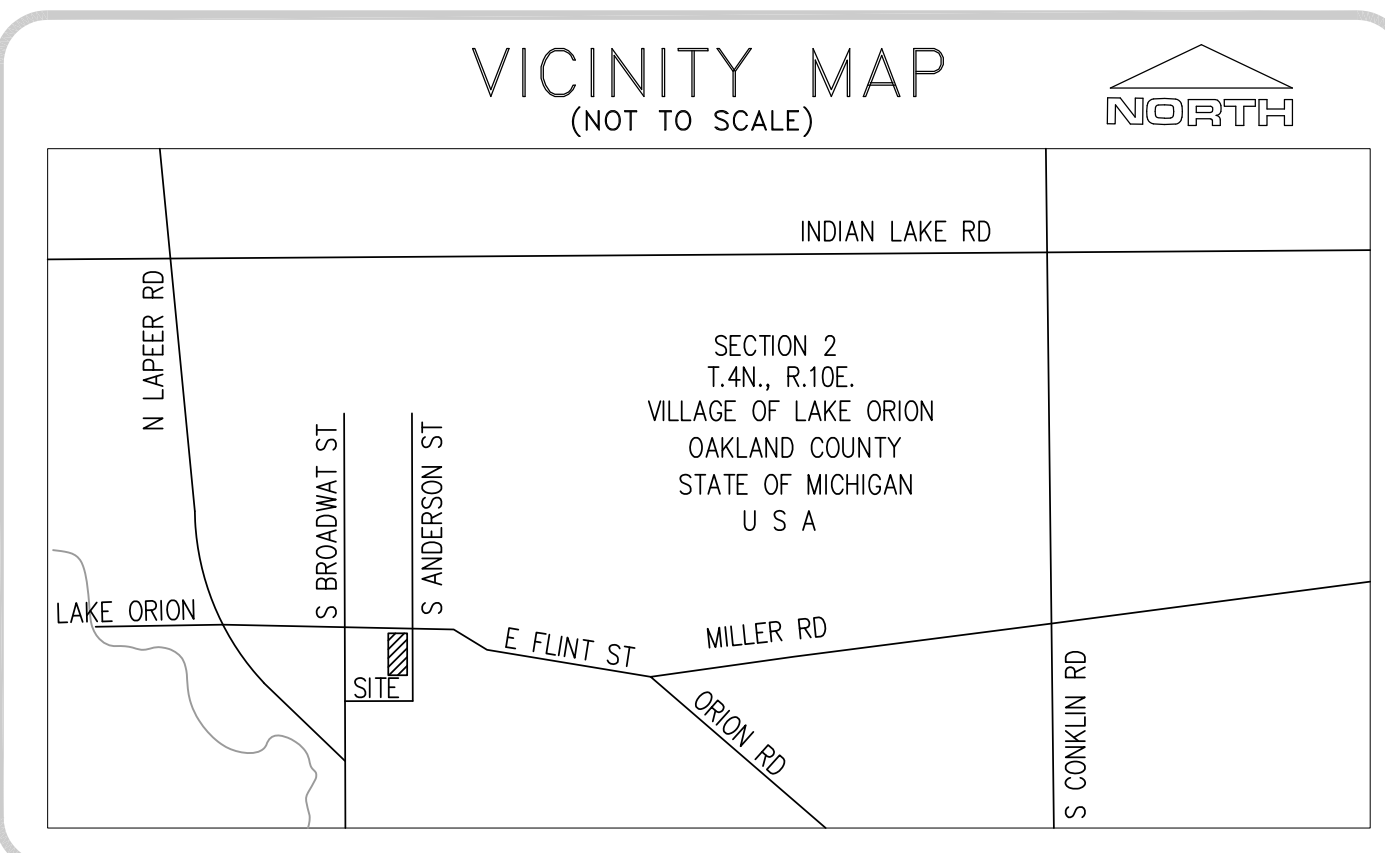 VICINITY MAP
(NOT TO SCALE)
NORTH
INDIAN LAKE RD
N LAPEER RD
SECTION 2
T.4N., R.10E.
VILLAGE OF LAKE ORION
OAKLAND COUNTY
STATE OF MICHIGAN
U S A
S BROADWAT ST
S ANDERSON ST
LAKE ORION
E FLINT ST
MILLER RD
SITE
ORION RD
S CONKLIN RD